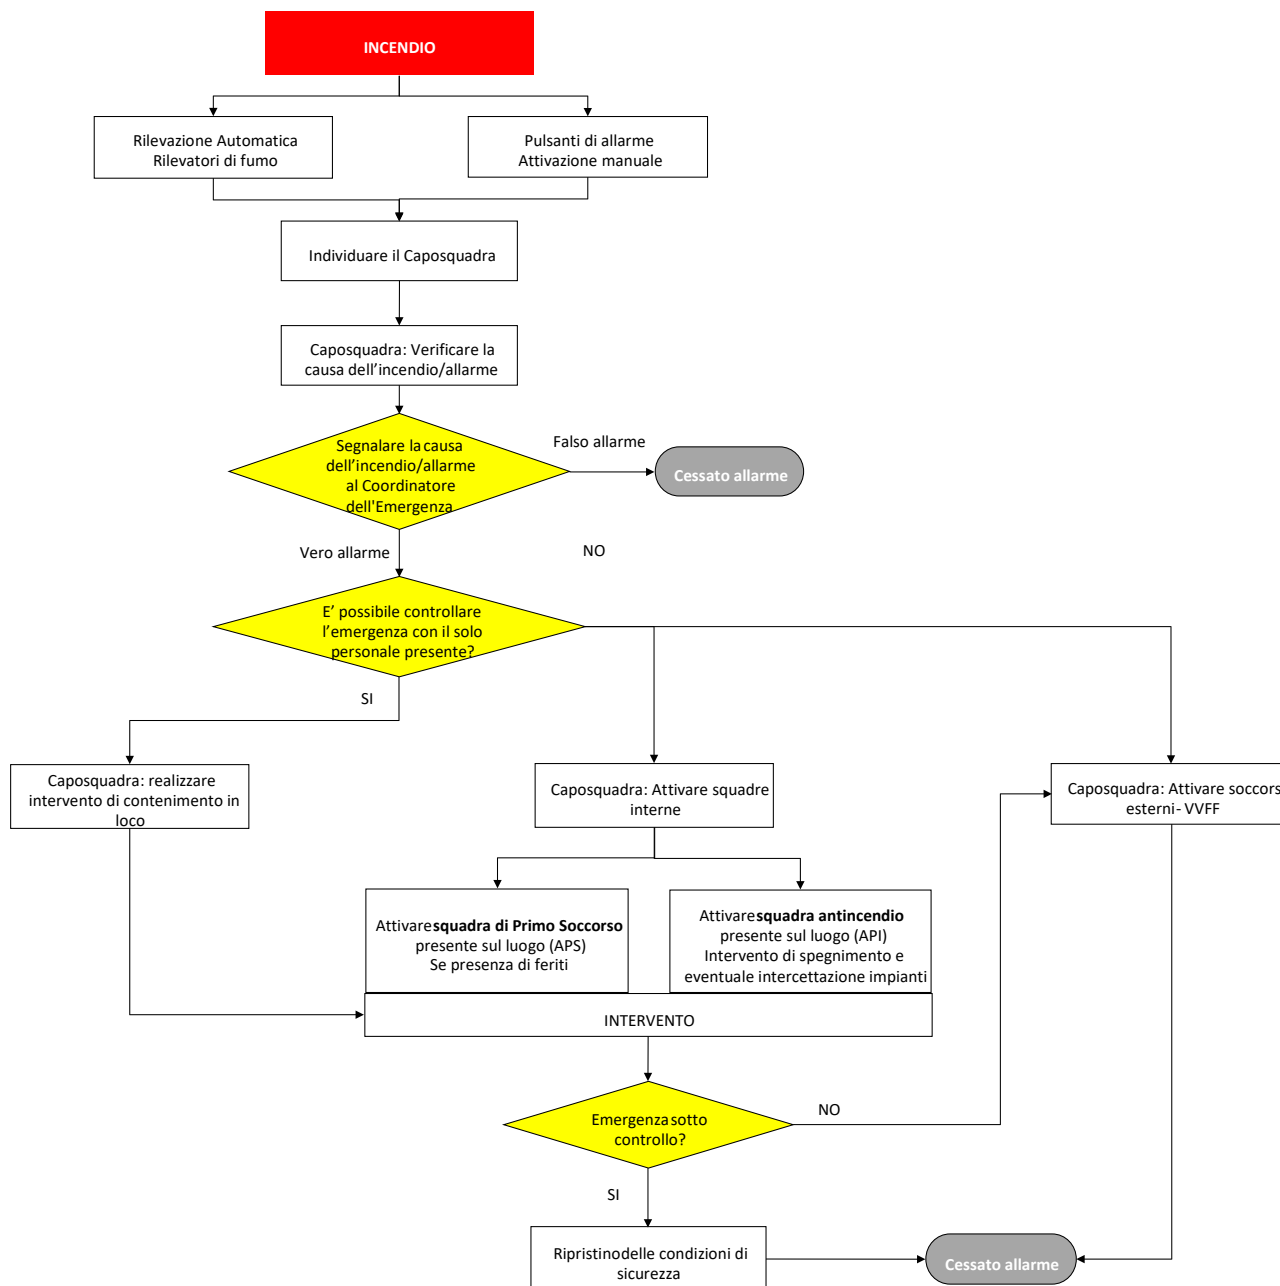 INCENDIO
Rilevazione Automatica
Rilevatori di fumo
Pulsanti di allarme
Attivazione manuale
Individuare il Caposquadra
Caposquadra: Verificare la
causa dell’incendio/allarme
Segnalare la causa
dell’incendio/allarme
al Coordinatore
dell'Emergenza
Falso allarme
Cessato allarme
Vero allarme
NO
E’ possibile controllare
l’emergenza con il solo
personale presente?
SI
Caposquadra: realizzare
intervento di contenimento in
loco
Caposquadra: Attivare squadre
interne
Caposquadra: Attivare soccors
esterni- VVFF
Attivare squadra di Primo Soccorso
presente sul luogo (APS)
Se presenza di feriti
Attivare squadra antincendio
presente sul luogo (API)
Intervento di spegnimento e
eventuale intercettazione impianti
INTERVENTO
Emergenza sotto
controllo?
NO
SI
Ripristino delle condizioni di
sicurezza
Cessato allarme